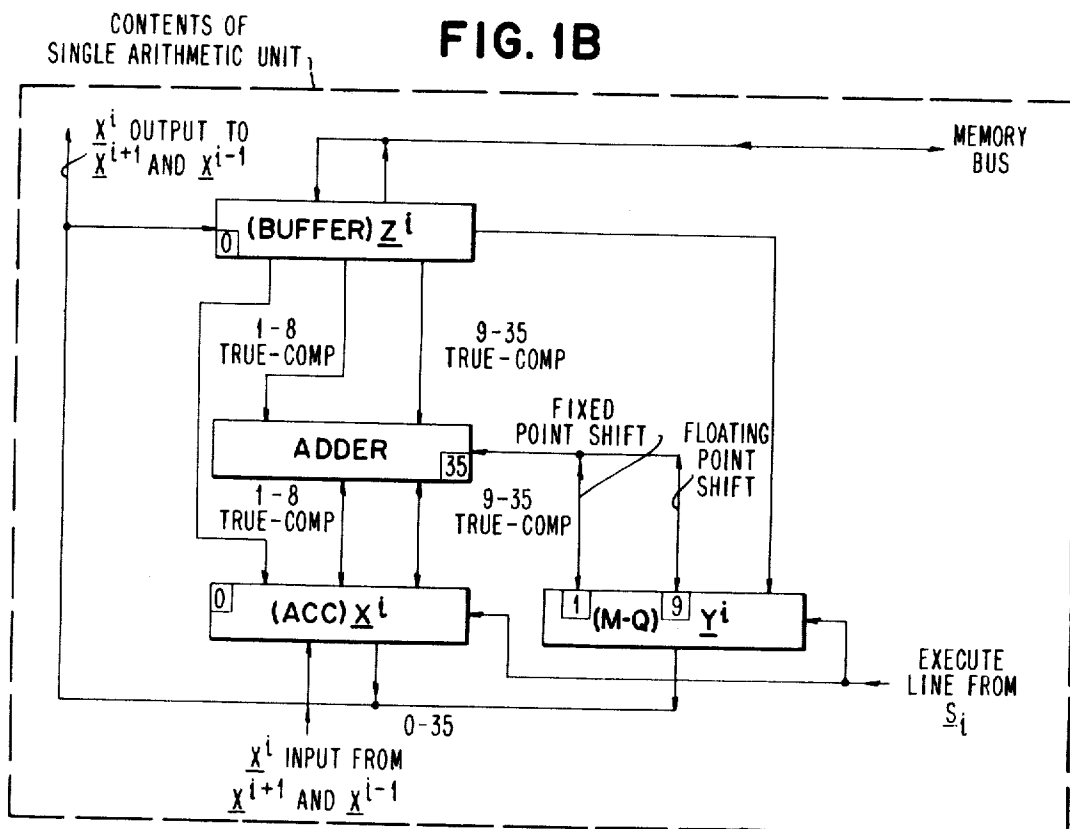 CONTENTS OF
SINGLE ARITHMETIC UNIT
FIG. 1B
X^i OUTPUT TO
X^i+1 AND X^i-1
MEMORY
BUS
(BUFFER) Z^i
0
1-8
TRUE-COMP
9-35
TRUE-COMP
FIXED
POINT SHIFT
FLOATING
POINT
SHIFT
ADDER
35
1-8
TRUE-COMP
9-35
TRUE-COMP
0
(ACC) X^i
1
(M-Q)
9
Y^i
EXECUTE
LINE FROM
S_i
0-35
X^i INPUT FROM
X^i+1 AND X^i-1